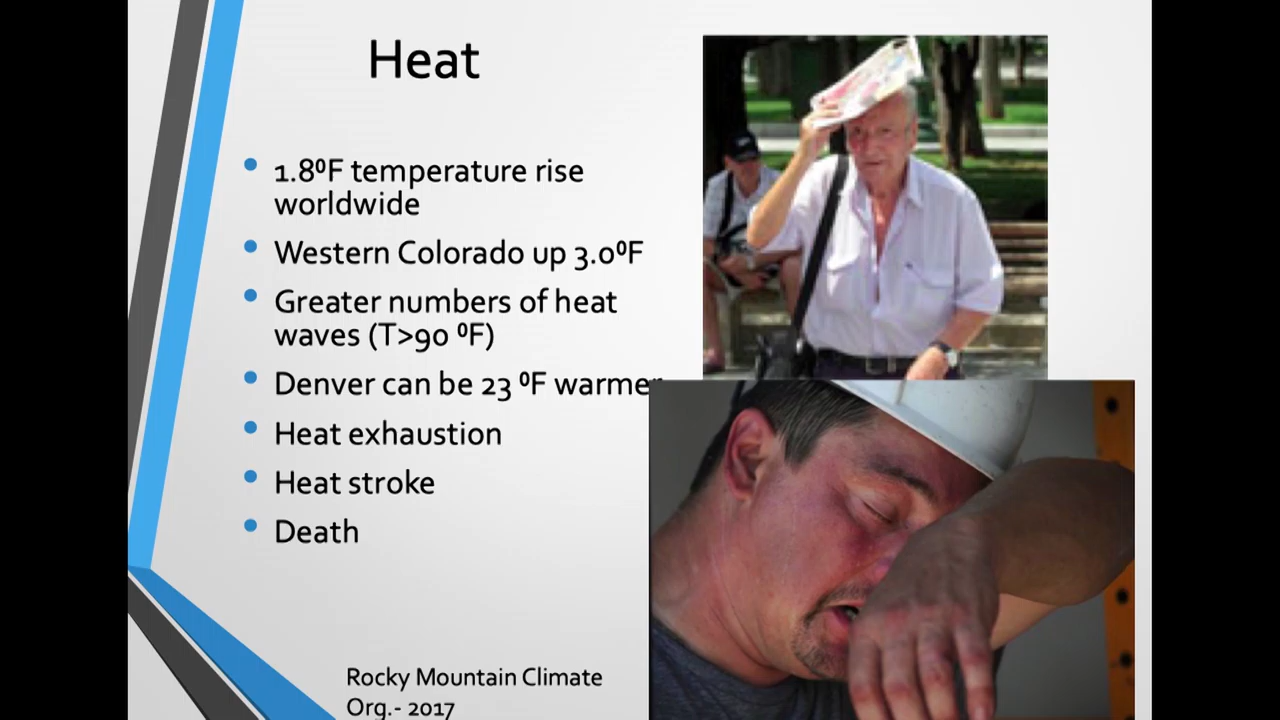 Heat
1.8⁰F temperature rise
worldwide
Western Colorado up 3.0⁰F
Greater numbers of heat
waves (T>90 ⁰F)
Denver can be 23 ⁰F warmer
Heat exhaustion
Heat stroke
Death
Rocky Mountain Climate
Org.- 2017